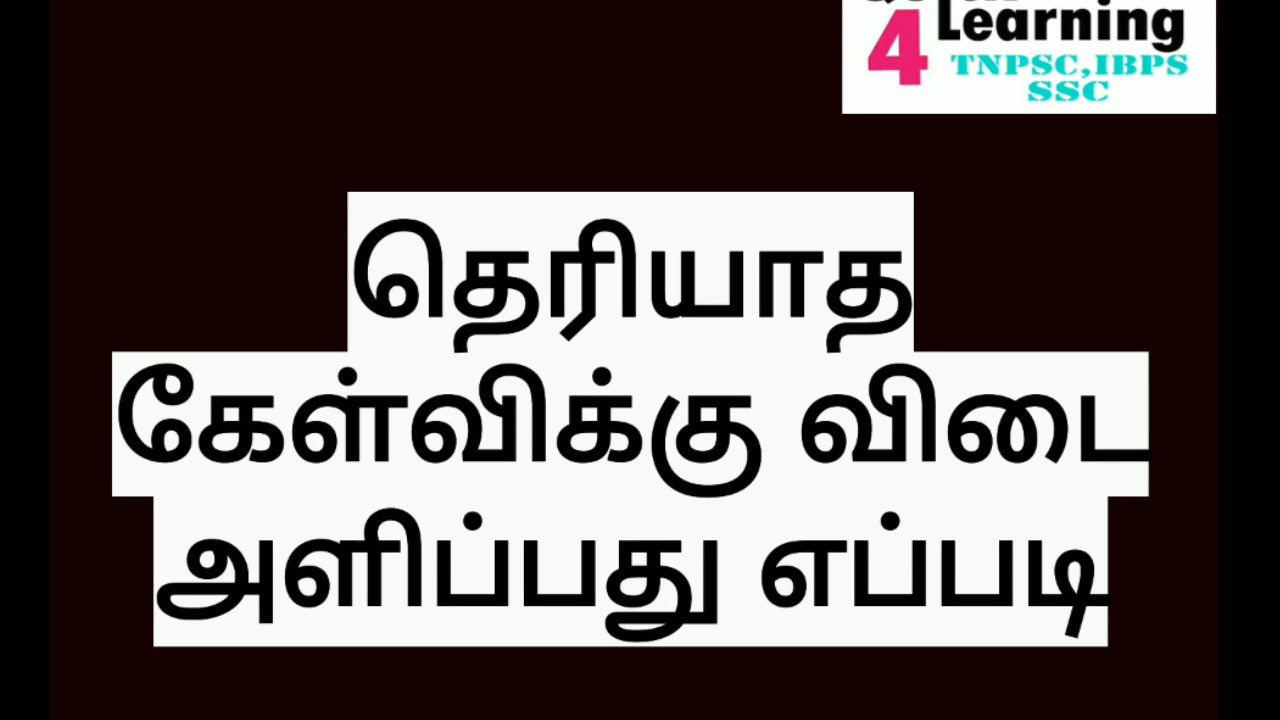 4 Learning
TNPSC,IBPS
SSC
தெரியாத
கேள்விக்கு விடை
அளிப்பது எப்படி